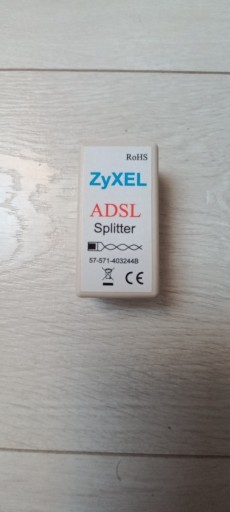 RoHS
ZyXEL
ADSL
Splitter
57-571-403244B
CE